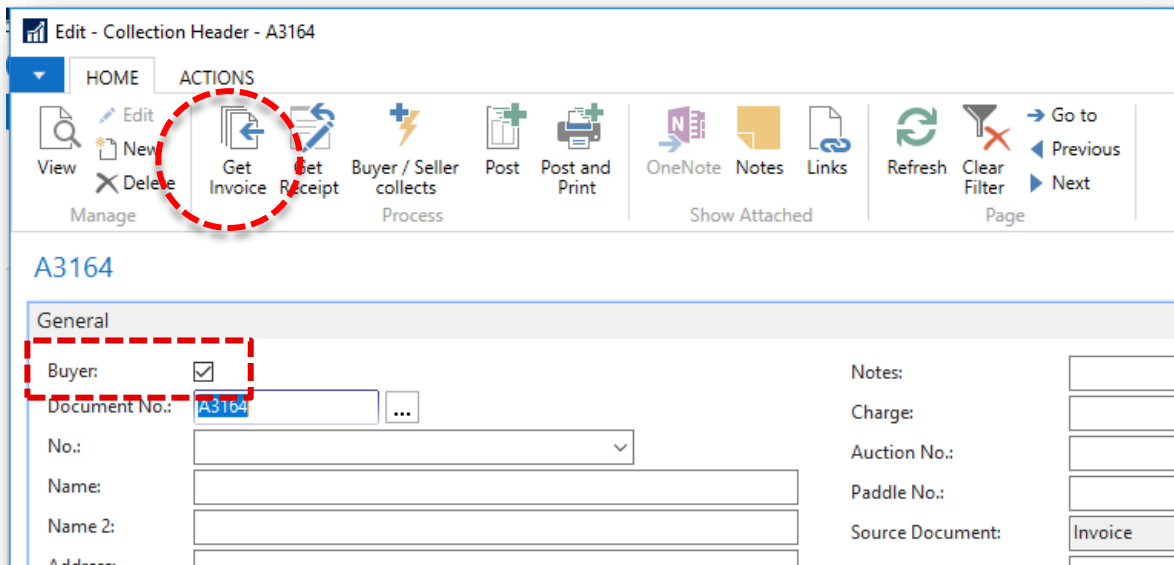 Edit - Collection Header - A3164
HOME ACTIONS
View
Edit
New
Delete
Manage
Get Invoice
Get Receipt
Buyer / Seller collects
Post
Post and Print
Process
OneNote
Notes
Links
Show Attached
Refresh
Clear Filter
Go to
Previous
Next
Page
A3164
General
Buyer:
Document No.: A3164 ...
No.:
Name:
Name 2:
Address:
Notes:
Charge:
Auction No.:
Paddle No.:
Source Document: Invoice